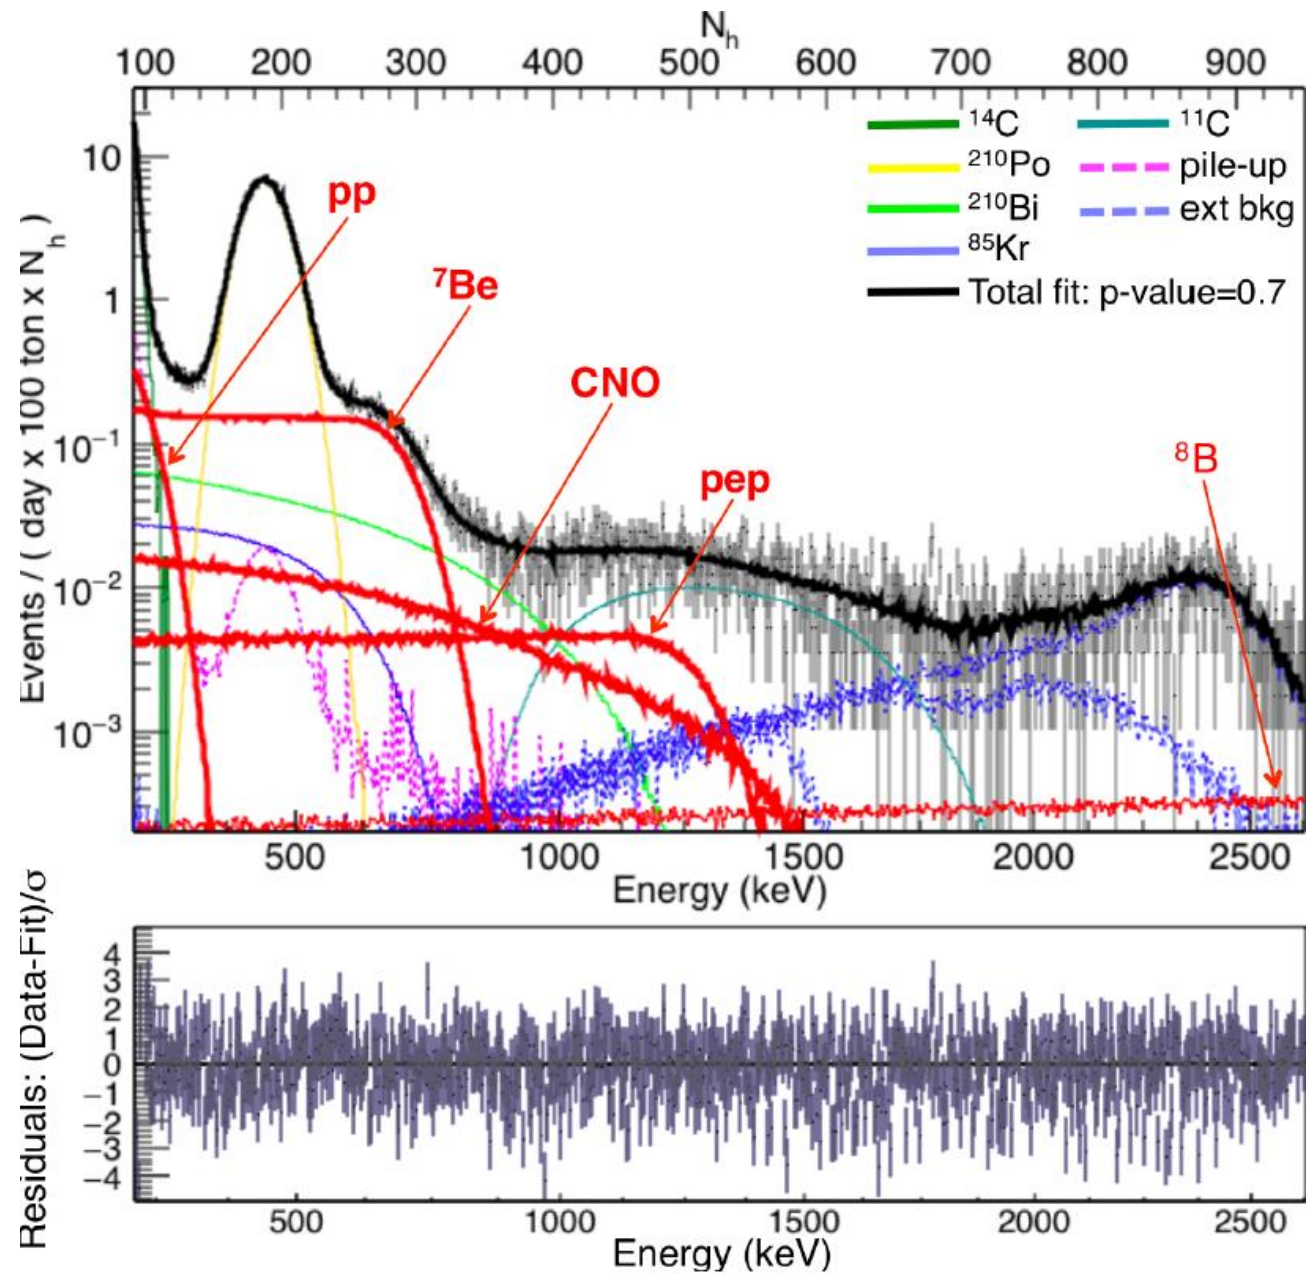 N_h
100 200 300 400 500 600 700 800 900
Events / ( day x 100 ton x N_h )
10
1
10⁻¹
10⁻²
10⁻³
¹⁴C
²¹⁰Po
²¹⁰Bi
⁸⁵Kr
Total fit: p-value=0.7
¹¹C
pile-up
ext bkg
pp
⁷Be
CNO
pep
⁸B
500 1000 1500 2000 2500
Energy (keV)
Residuals: (Data-Fit)/σ
4
3
2
1
0
−1
−2
−3
−4
500 1000 1500 2000 2500
Energy (keV)